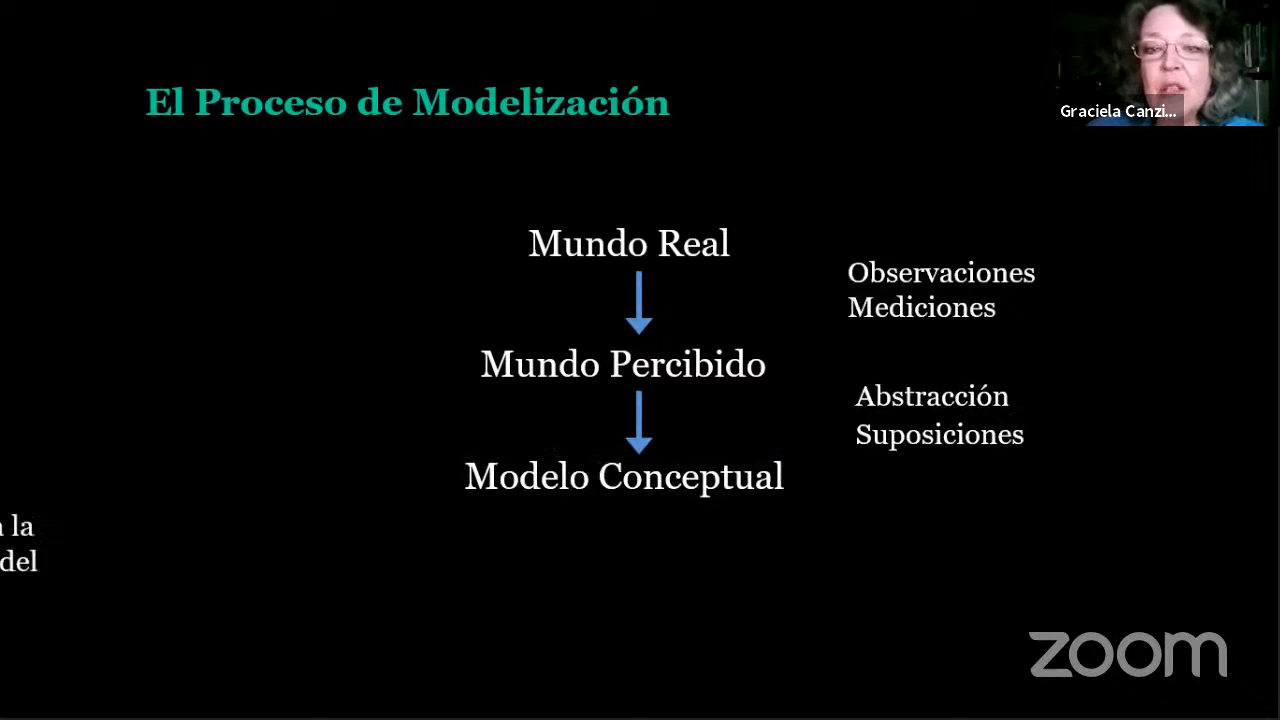 El Proceso de Modelización
Graciela Canzi...
Mundo Real
Observaciones
Mediciones
Mundo Percibido
Abstracción
Suposiciones
Modelo Conceptual
la
del
zoom